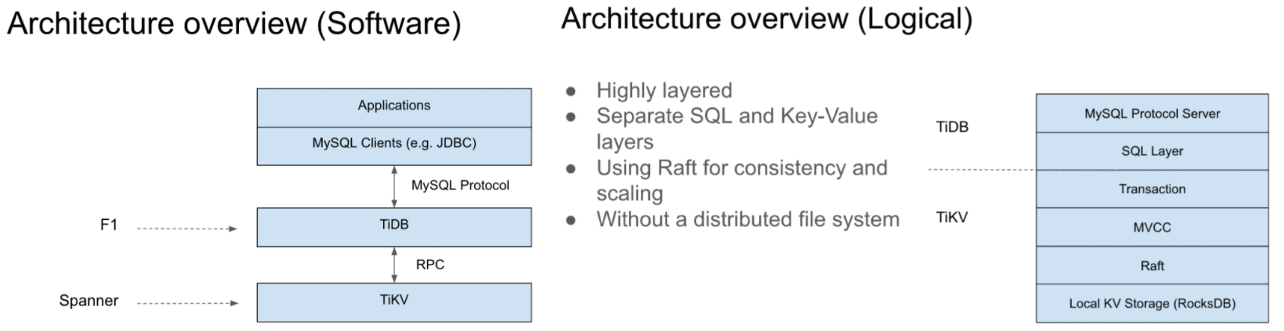 Architecture overview (Software)
Applications
MySQL Clients (e.g. JDBC)
MySQL Protocol
F1
TiDB
RPC
Spanner
TiKV
Architecture overview (Logical)
● Highly layered
● Separate SQL and Key-Value
layers
● Using Raft for consistency and
scaling
● Without a distributed file system
TiDB
TiKV
MySQL Protocol Server
SQL Layer
Transaction
MVCC
Raft
Local KV Storage (RocksDB)